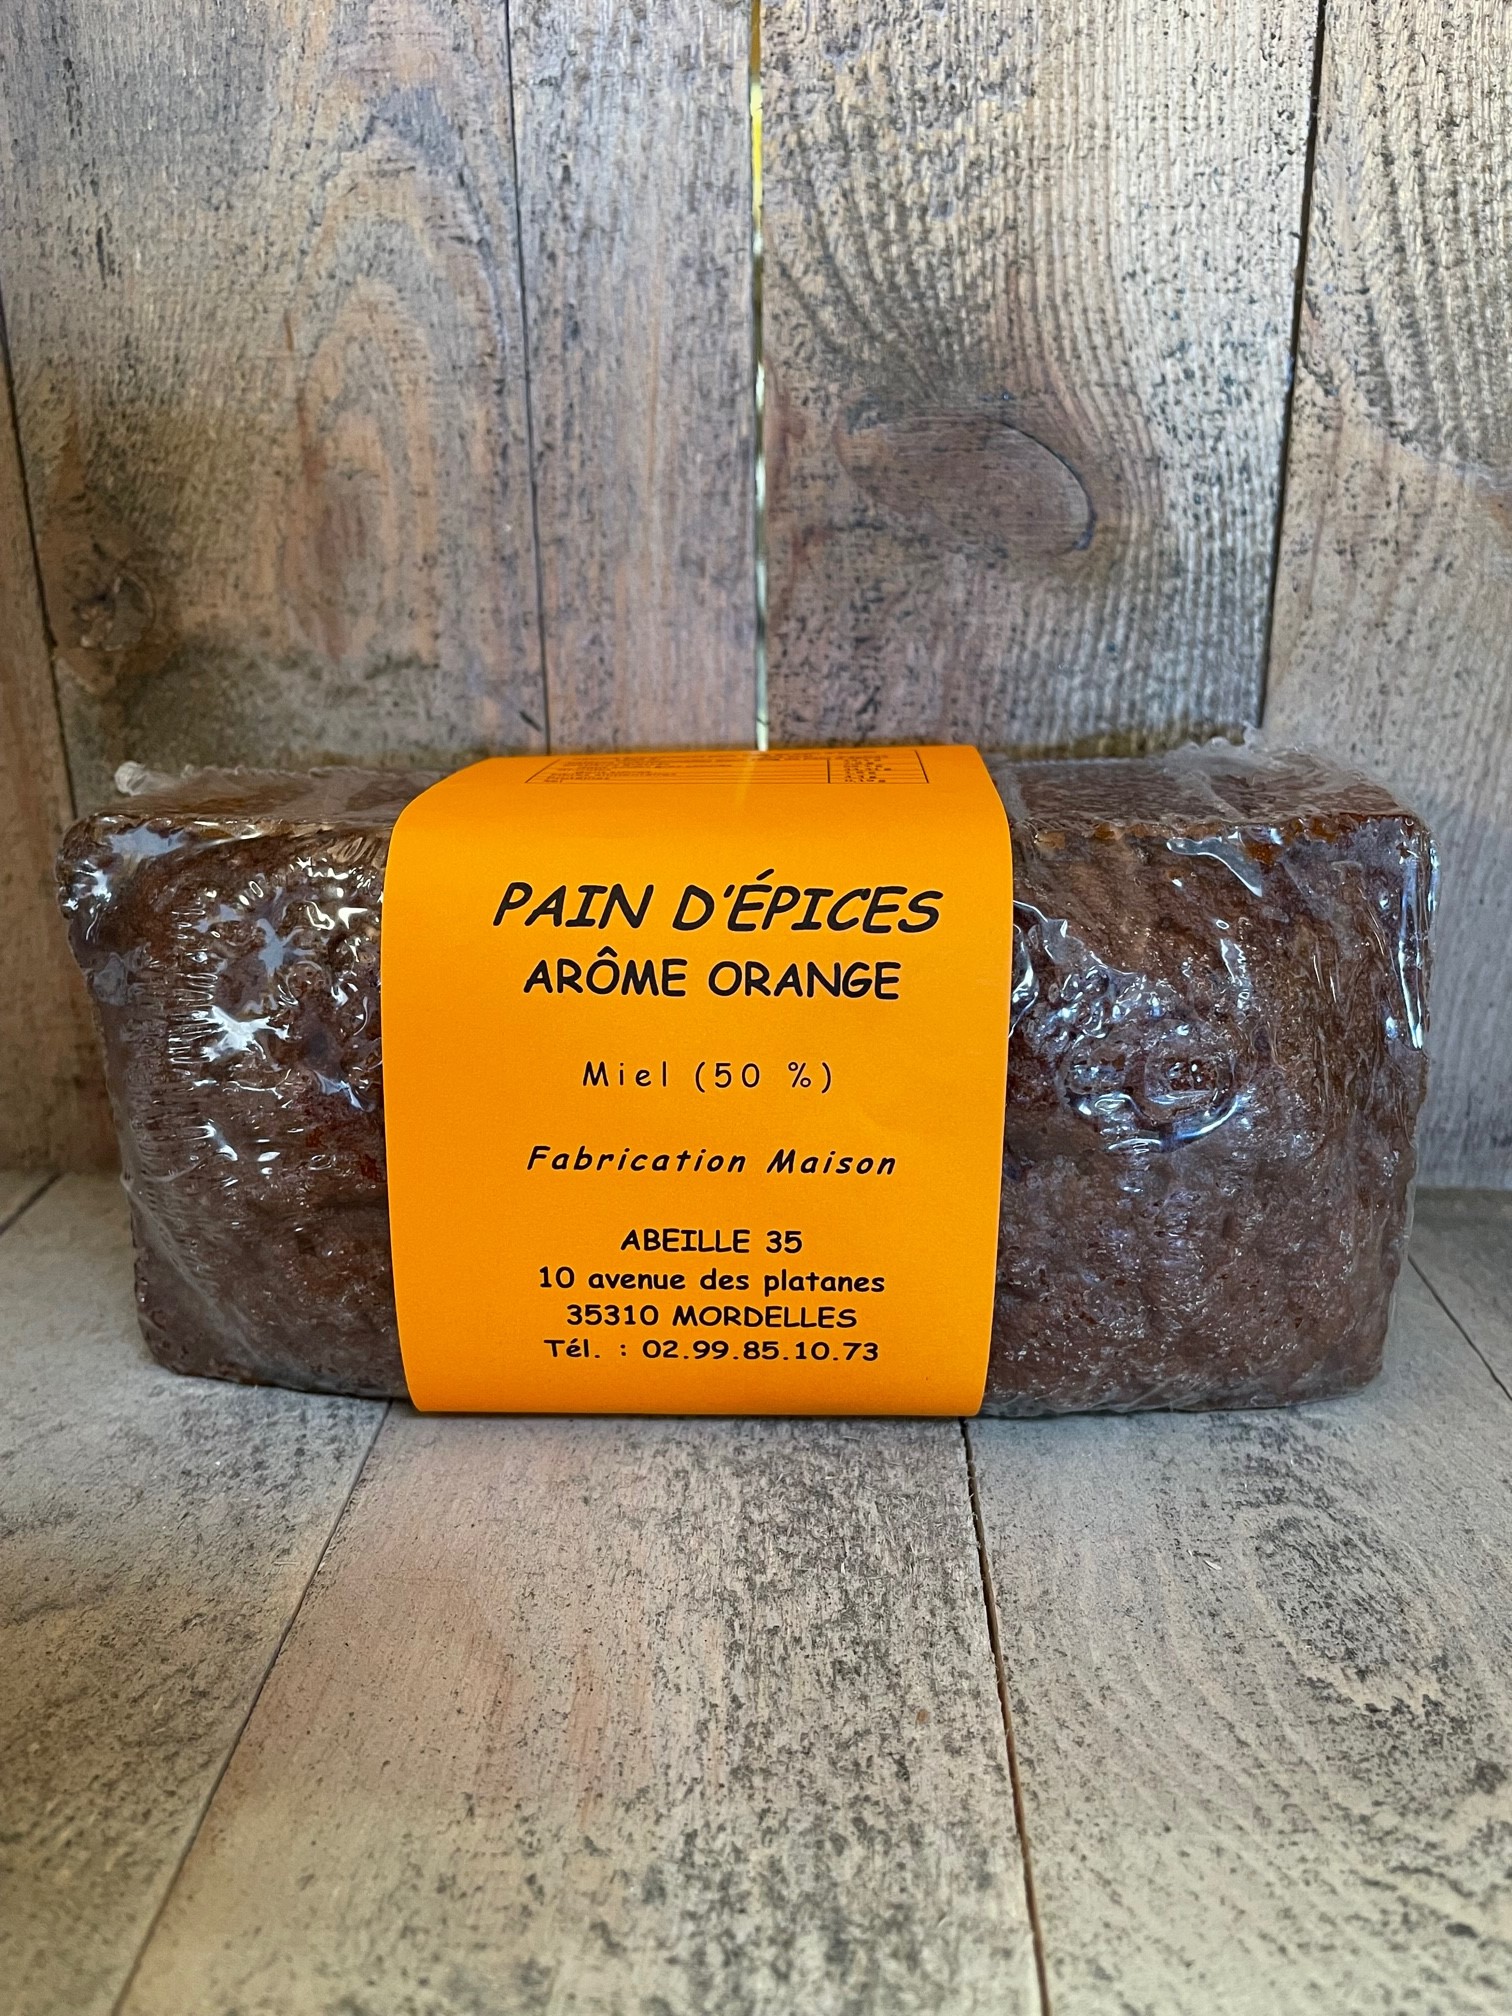 PAIN D'ÉPICES
ARÔME ORANGE
Miel (50 %)
Fabrication Maison
ABEILLE 35
10 avenue des platanes
35310 MORDELLES
Tél. : 02.99.85.10.73